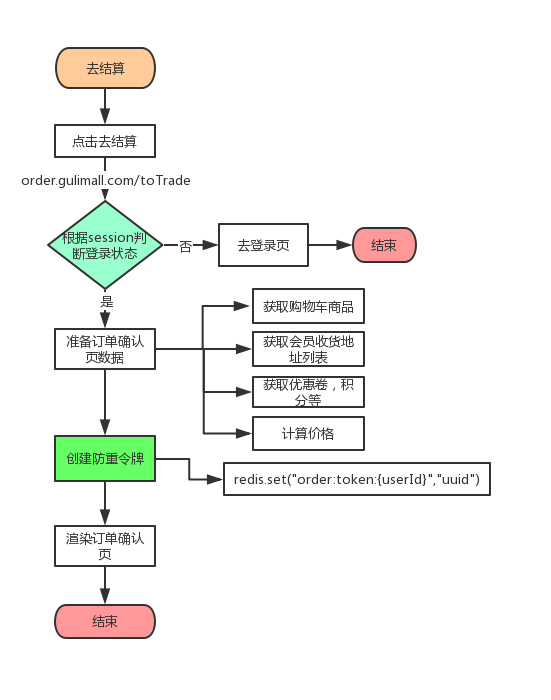 去结算
点击去结算
order.gulimall.com/toTrade
根据session判
断登录状态
否
去登录页
结束
是
准备订单确认
页数据
获取购物车商品
获取会员收货地
址列表
获取优惠卷，积
分等
计算价格
创建防重令牌
redis.set("order:token:{userId}","uuid")
渲染订单确认
页
结束